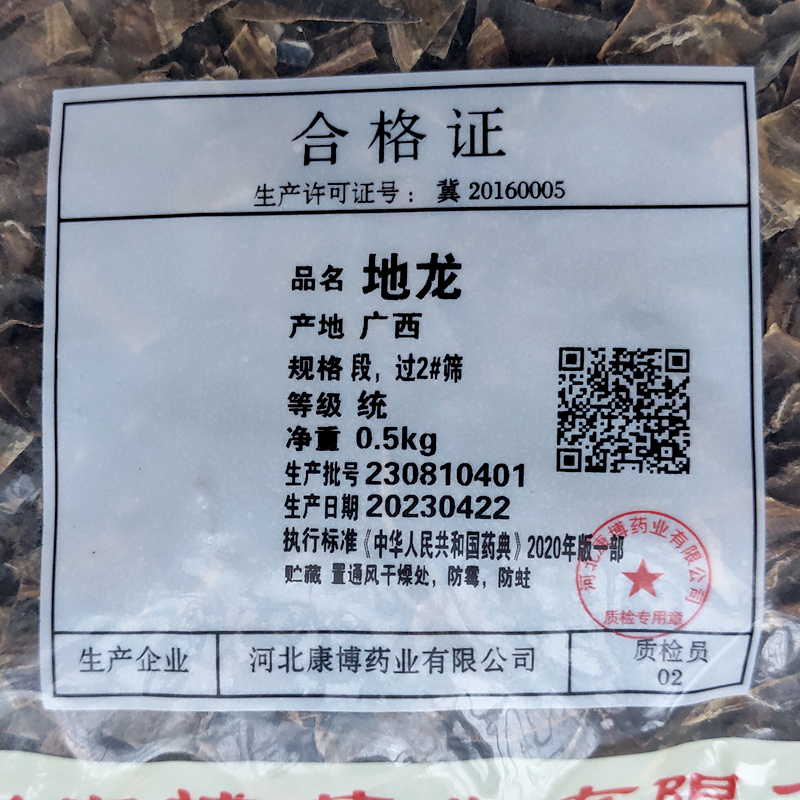 合格证
生产许可证号：冀 20160005
品名 地龙
产地 广西
规格 段，过2#筛
等级 统
净重 0.5kg
生产批号 230810401
生产日期 20230422
执行标准《中华人民共和国药典》2020年版一部
贮藏 置通风干燥处，防霉，防蛀
河北康博药业有限公司
质检专用章
生产企业 河北康博药业有限公司 质检员
02